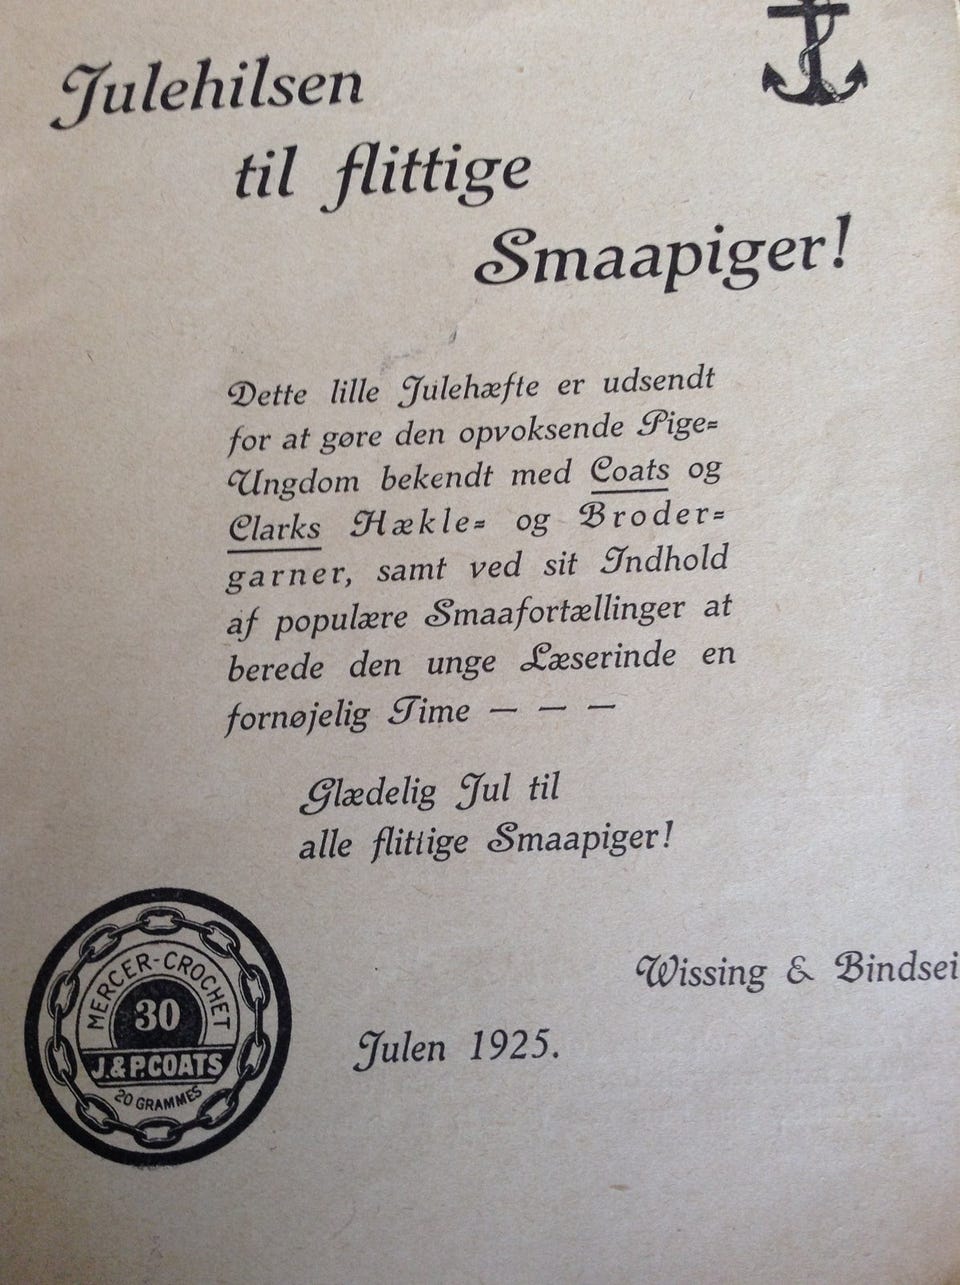 Julehilsen
til flittige
Smaapiger!
Dette lille Julehæfte er udsendt
for at gøre den opvoksende Pige=
Ungdom bekendt med Coats og
Clarks Hækle= og Broder=
garner, samt ved sit Indhold
af populære Smaafortællinger at
berede den unge Læserinde en
fornøjelig Time — — —
Glædelig Jul til
alle flittige Smaapiger!
Wissing & Bindsei
Julen 1925.
MERCER-CROCHET
30
J.&P.COATS
20 GRAMMES